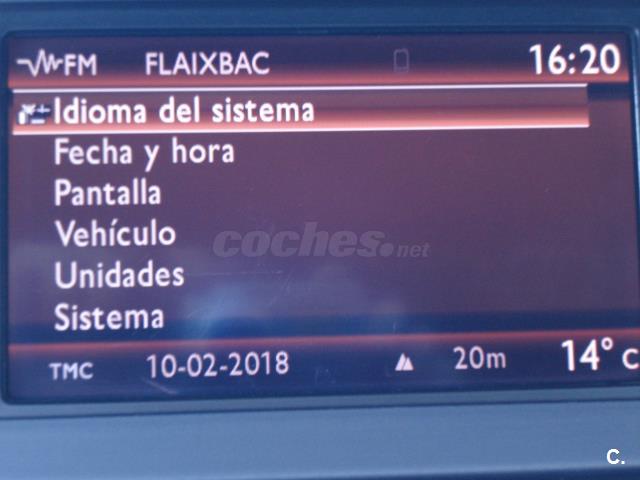 FM FLAIXBAC 16:20
Idioma del sistema
Fecha y hora
Pantalla
Vehículo
coches.net
Unidades
Sistema
TMC 10-02-2018 20m 14° C
C.